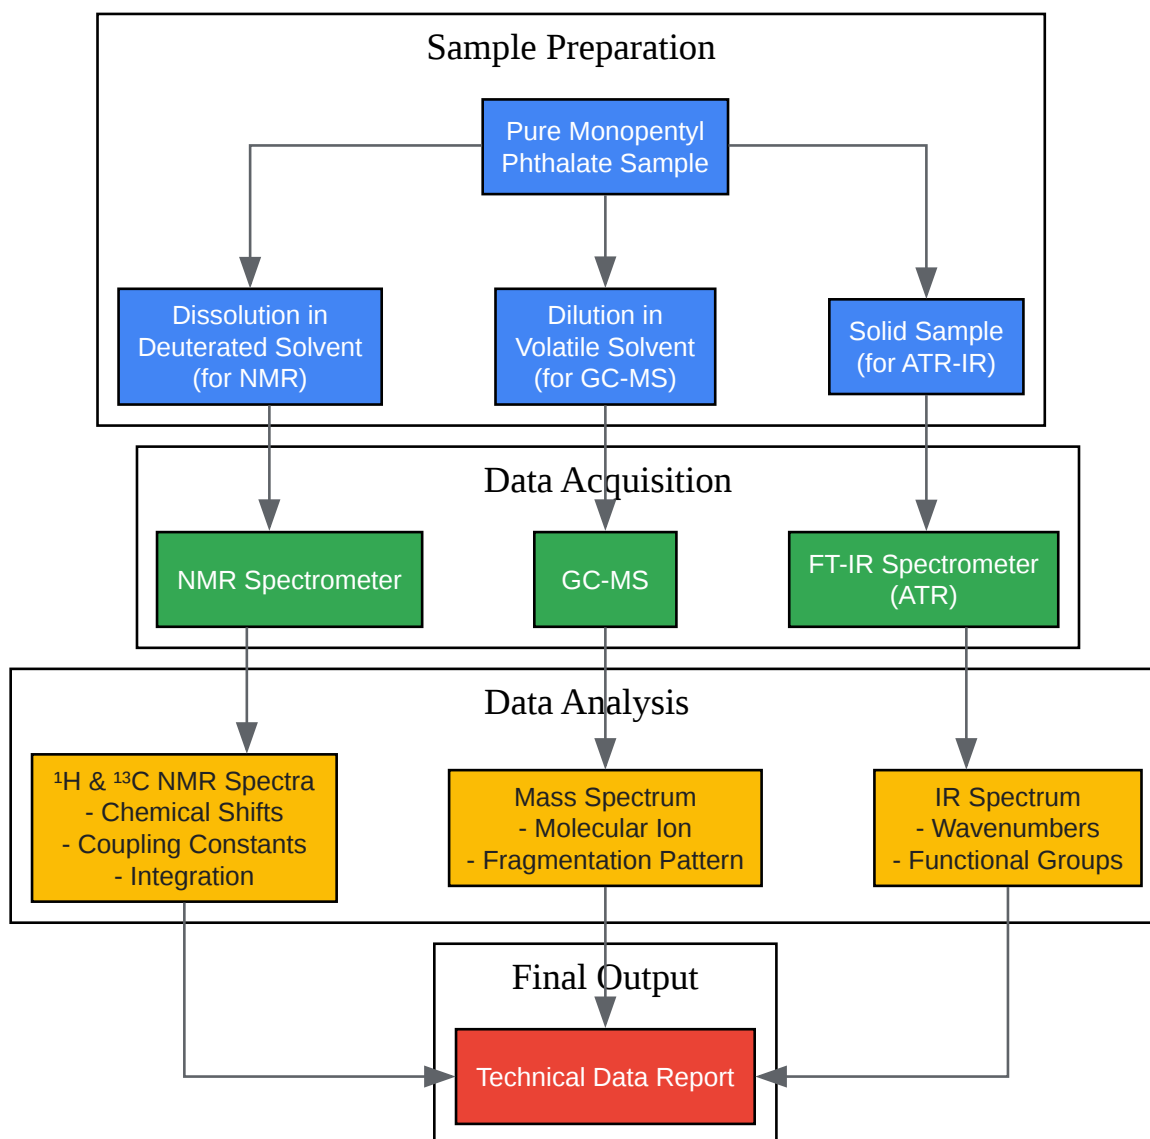 Sample Preparation
Pure Monopentyl
Phthalate Sample
Dissolution in
Deuterated Solvent
(for NMR)
Dilution in
Volatile Solvent
(for GC-MS)
Solid Sample
(for ATR-IR)
Data Acquisition
NMR Spectrometer
GC-MS
FT-IR Spectrometer
(ATR)
Data Analysis
¹H & ¹³C NMR Spectra
- Chemical Shifts
- Coupling Constants
- Integration
Mass Spectrum
- Molecular Ion
- Fragmentation Pattern
IR Spectrum
- Wavenumbers
- Functional Groups
Final Output
Technical Data Report